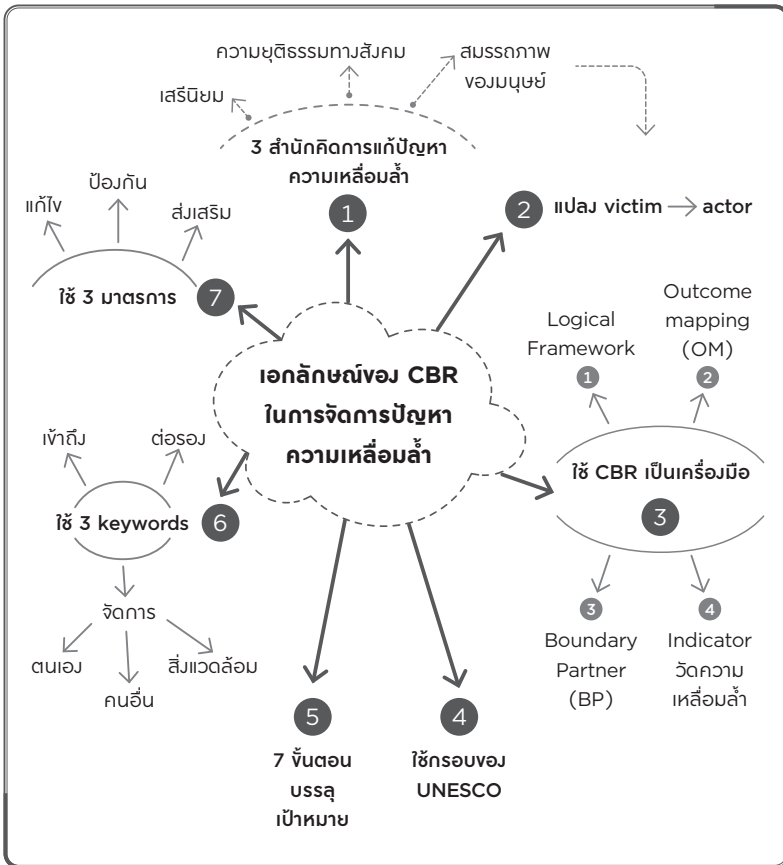 เอกลักษณ์ของ CBR
ในการจัดการปัญหา
ความเหลื่อมล้ำ
ความยุติธรรมทางสังคม
สมรรถภาพ
ของมนุษย์
เสรีนิยม
3 สำนักคิดการแก้ปัญหา
ความเหลื่อมล้ำ
1
2 แปลง victim → actor
Logical
Framework
1
Outcome
mapping
(OM)
2
ใช้ CBR เป็นเครื่องมือ
3
3
Boundary
Partner
(BP)
4
Indicator
วัดความ
เหลื่อมล้ำ
4
ใช้กรอบของ
UNESCO
5
7 ขั้นตอน
บรรลุ
เป้าหมาย
เข้าถึง
ต่อรอง
ใช้ 3 keywords 6
จัดการ
ตนเอง
คนอื่น
สิ่งแวดล้อม
แก้ไข
ป้องกัน
ส่งเสริม
ใช้ 3 มาตรการ 7